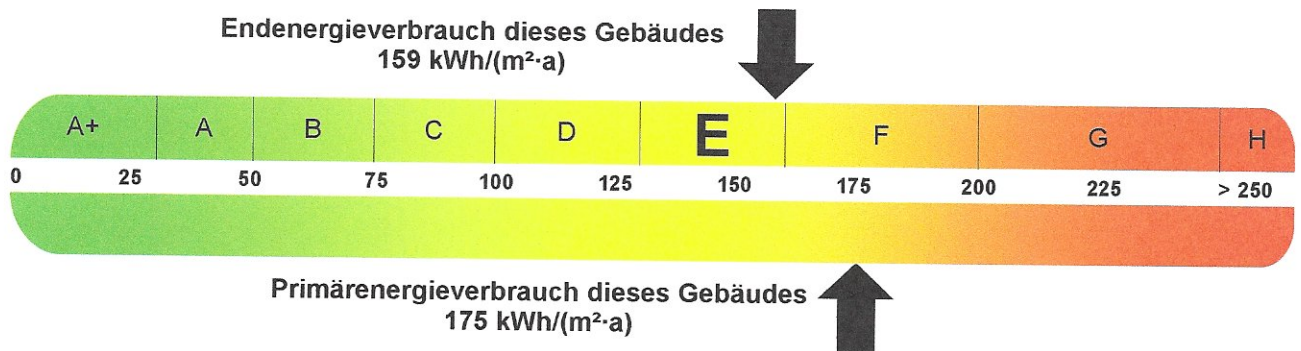 Endenergieverbrauch dieses Gebäudes
159 kWh/(m²·a)
A+ A B C D E F G H
0 25 50 75 100 125 150 175 200 225 > 250
Primärenergieverbrauch dieses Gebäudes
175 kWh/(m²·a)